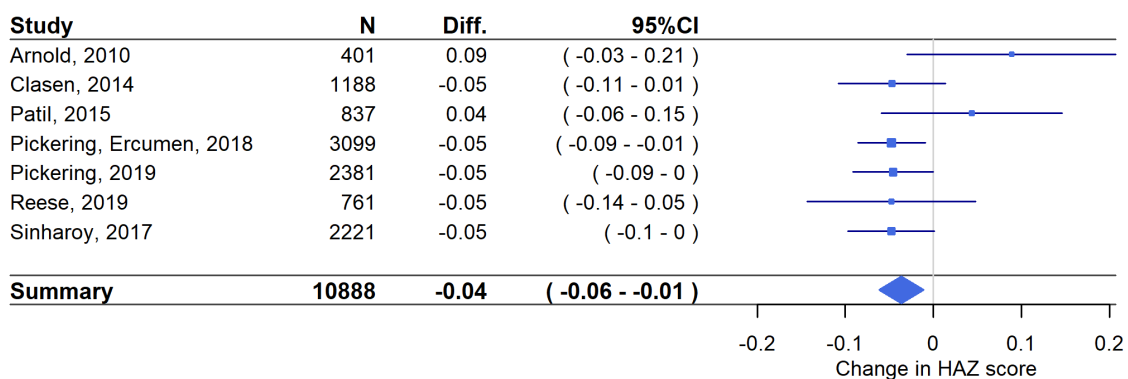 Study N Diff. 95%CI
Arnold, 2010 401 0.09 ( -0.03 - 0.21 )
Clasen, 2014 1188 -0.05 ( -0.11 - 0.01 )
Patil, 2015 837 0.04 ( -0.06 - 0.15 )
Pickering, Ercumen, 2018 3099 -0.05 ( -0.09 - -0.01 )
Pickering, 2019 2381 -0.05 ( -0.09 - 0 )
Reese, 2019 761 -0.05 ( -0.14 - 0.05 )
Sinharoy, 2017 2221 -0.05 ( -0.1 - 0 )
Summary 10888 -0.04 ( -0.06 - -0.01 )
-0.2 -0.1 0 0.1 0.2
Change in HAZ score